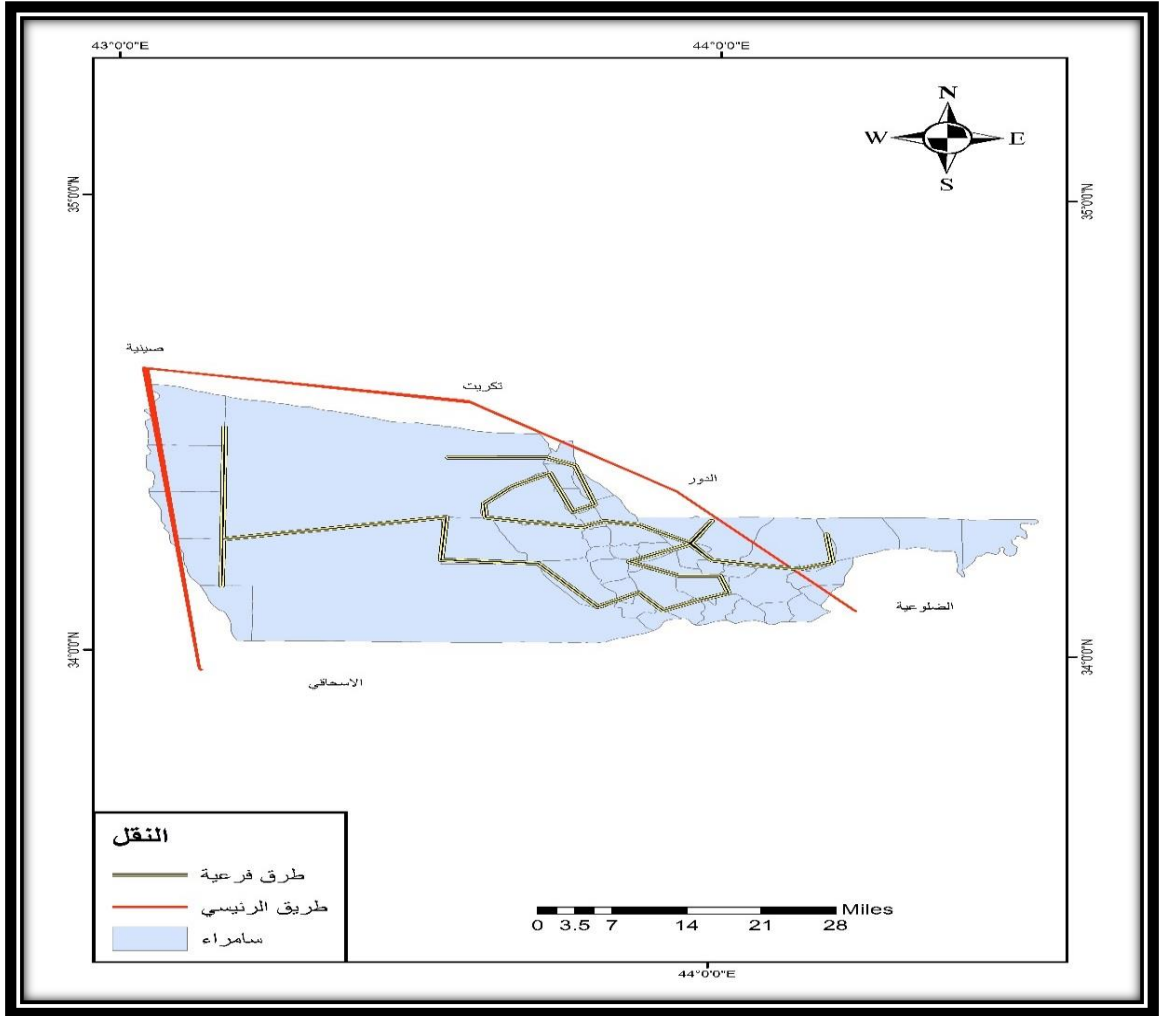 43°0'0"E
44°0'0"E
N
W
E
S
35°0'0"N
35°0'0"N
صينية
تكريت
الدور
الضلوعية
34°0'0"N
34°0'0"N
الاسحاقي
النقل
طرق فرعية
طريق الرئيسي
سامراء
Miles
0 3.5 7 14 21 28
44°0'0"E